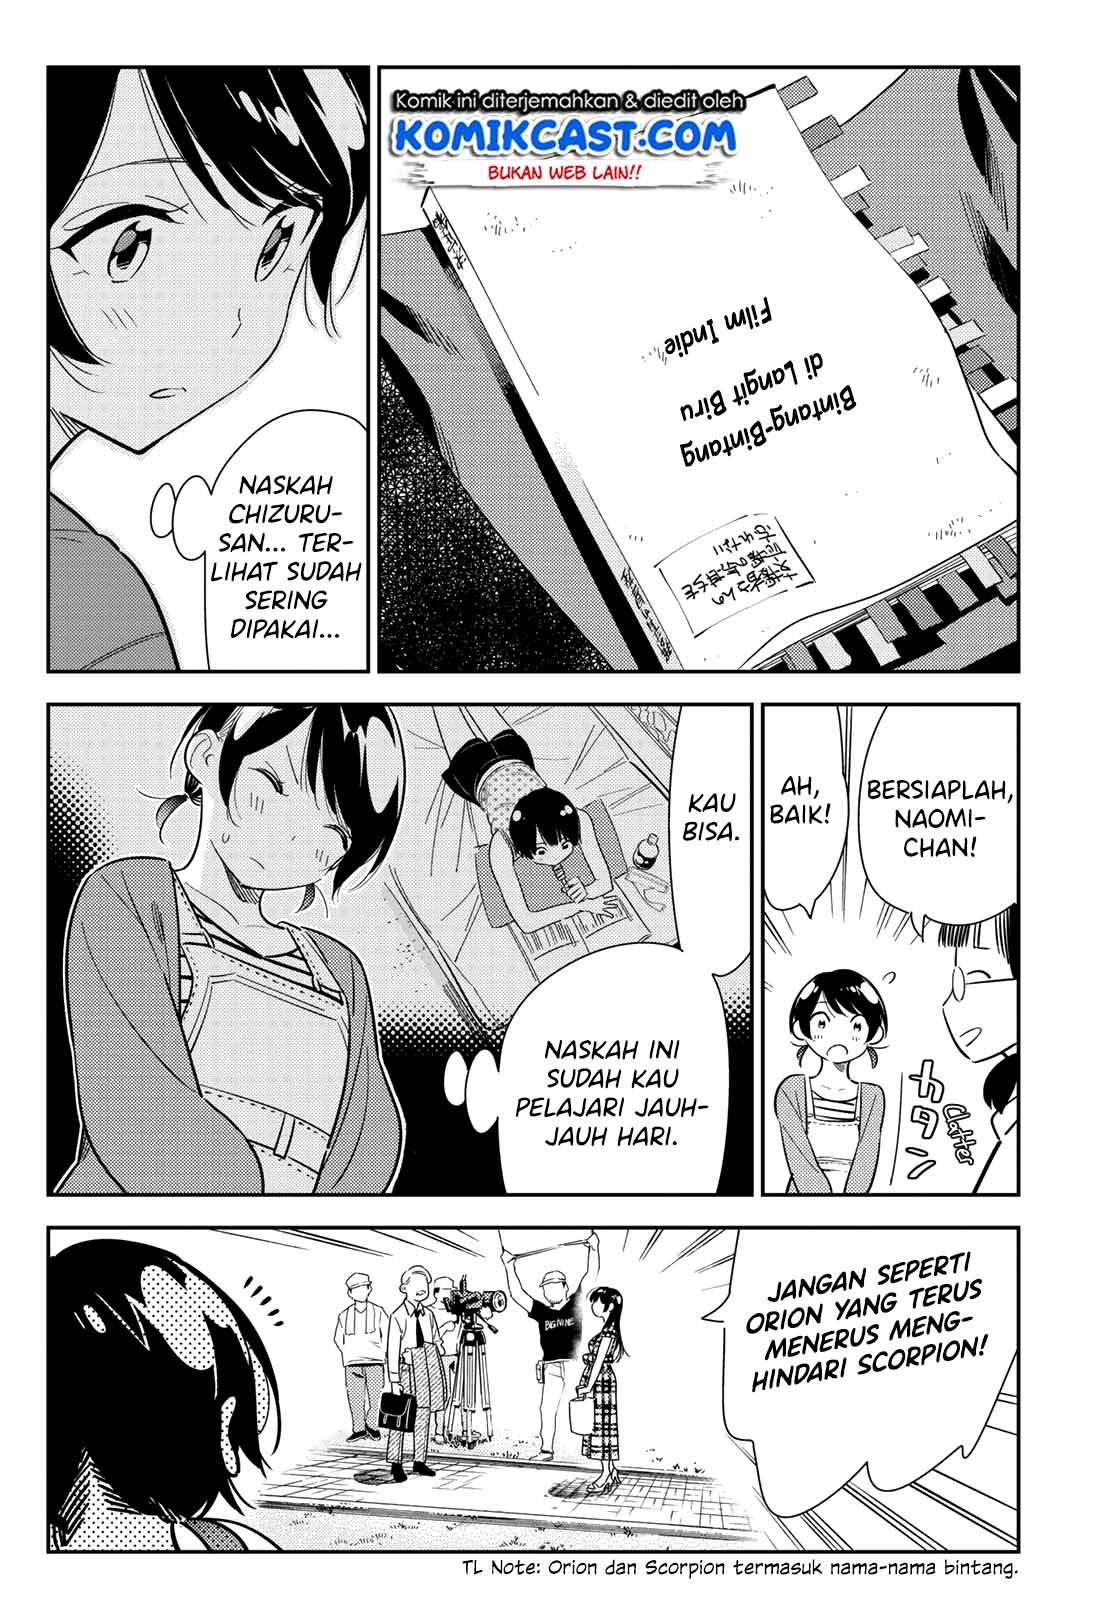 Komik ini diterjemahkan & diedit oleh
KOMIKCAST.COM
BUKAN WEB LAIN!!
Film Indie
Bintang-Bintang
di Langit Biru
NASKAH
CHIZURU-
SAN... TER-
LIHAT SUDAH
SERING
DIPAKAI...
BERSIAPLAH,
NAOMI-
CHAN!
AH,
BAIK!
カタン
Clatter
KAU
BISA.
NASKAH INI
SUDAH KAU
PELAJARI JAUH-
JAUH HARI.
JANGAN SEPERTI
ORION YANG TERUS
MENERUS MENG-
HINDARI SCORPION!
BIG NINE
TL Note: Orion dan Scorpion termasuk nama-nama bintang.